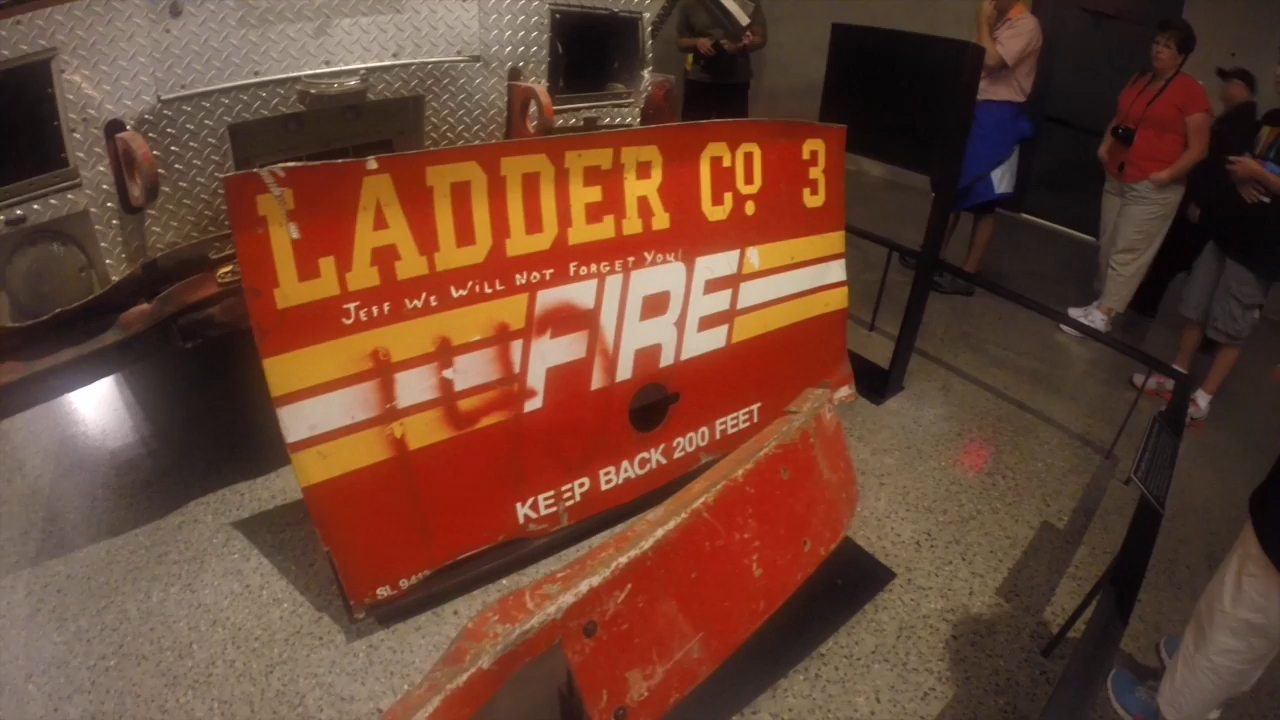 LADDER Co. 3
JEFF WE WILL NOT FORGET YOU!
FIRE
KEEP BACK 200 FEET